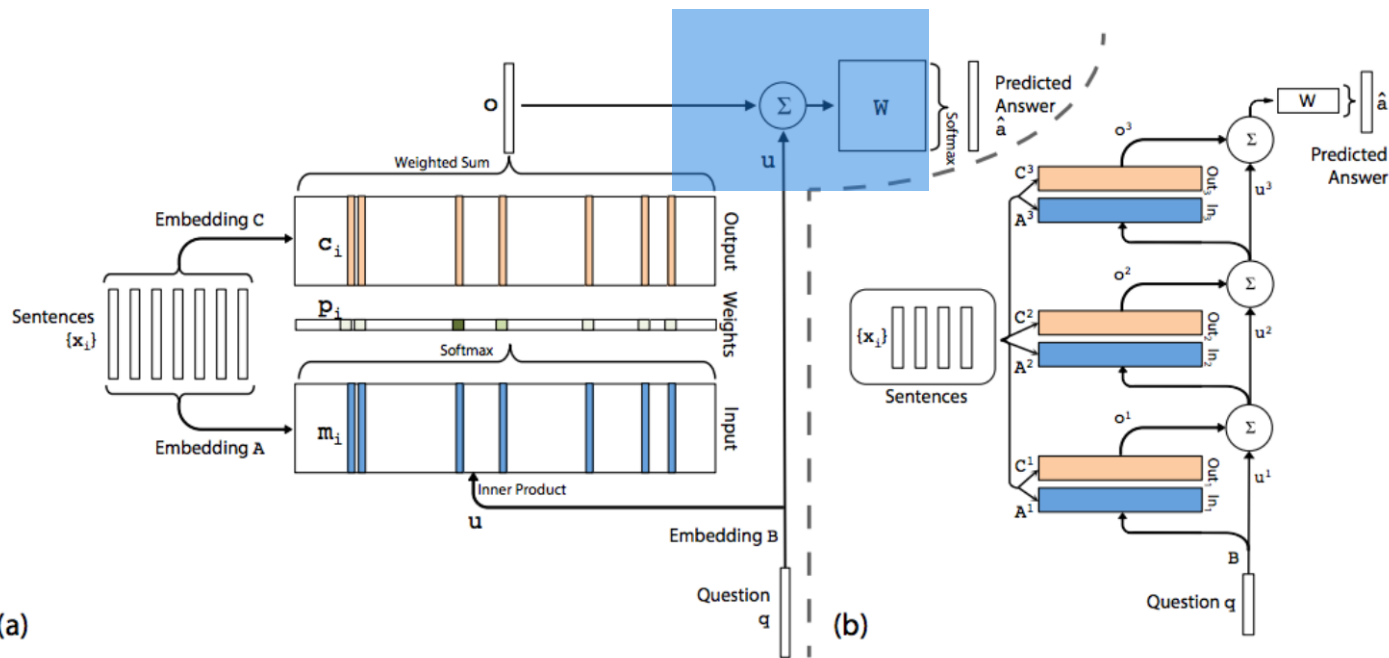 o
Σ
W
Softmax
Predicted
Answer
â
u
Weighted Sum
Embedding C
c_i
Output
Sentences
{x_i}
p_i
Weights
Softmax
m_i
Input
Embedding A
Inner Product
u
Embedding B
Question
q
(a)
W
â
Predicted
Answer
Σ
o³
u³
C³
Out₃
A³
In₃
Σ
o²
u²
C²
Out₂
A²
In₂
{x_i}
Sentences
Σ
o¹
u¹
C¹
Out₁
A¹
In₁
B
Question q
(b)